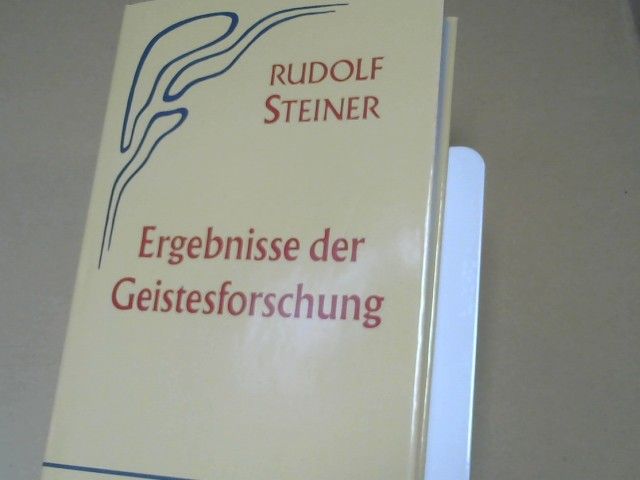 RUDOLF
STEINER
Ergebnisse der
Geistesforschung